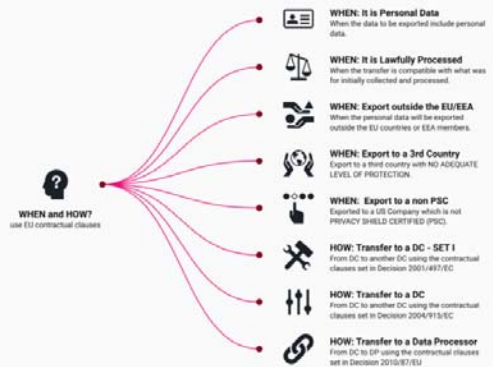 WHEN: It is Personal Data
When the data to be exported include personal
data.
WHEN: It is Lawfully Processed
When the transfer is compatible with what was
for initially collected and processed.
WHEN: Export outside the EU/EEA
When the personal data will be exported
outside the EU countries or EEA members.
WHEN: Export to a 3rd Country
Export to a third country with NO ADEQUATE
LEVEL OF PROTECTION.
WHEN and HOW?
use EU contractual clauses
WHEN: Export to a non PSC
Exported to a US Company which is not
PRIVACY SHIELD CERTIFIED (PSC).
HOW: Transfer to a DC - SET I
From DC to another DC using the contractual
clauses set in Decision 2001/497/EC
HOW: Transfer to a DC
From DC to another DC using the contractual
clauses set in Decision 2004/915/EC
HOW: Transfer to a Data Processor
From DC to DP using the contractual clauses
set in Decision 2010/87/EU